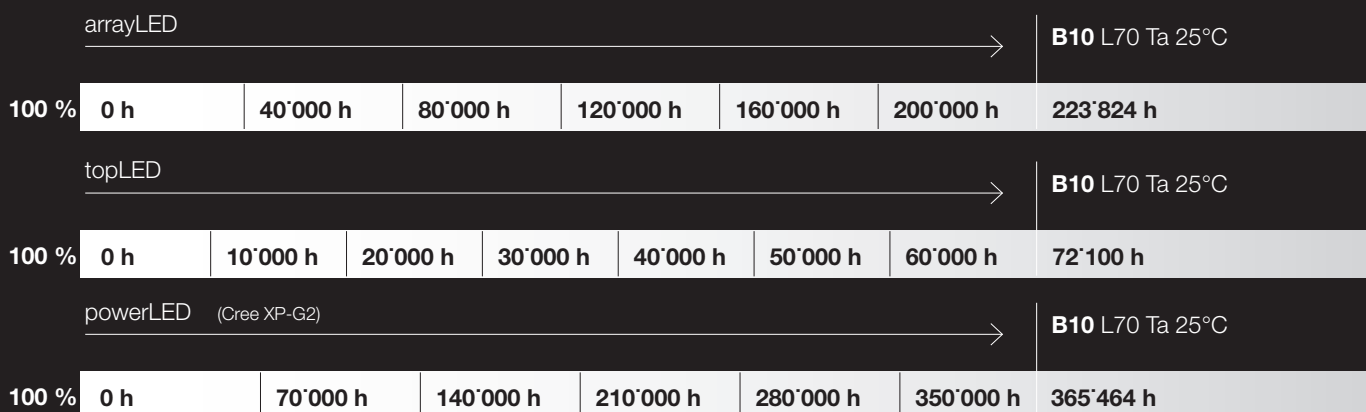 arrayLED
B10 L70 Ta 25°C
100 % 0 h 40˙000 h 80˙000 h 120˙000 h 160˙000 h 200˙000 h 223˙824 h
topLED
B10 L70 Ta 25°C
100 % 0 h 10˙000 h 20˙000 h 30˙000 h 40˙000 h 50˙000 h 60˙000 h 72˙100 h
powerLED (Cree XP-G2)
B10 L70 Ta 25°C
100 % 0 h 70˙000 h 140˙000 h 210˙000 h 280˙000 h 350˙000 h 365˙464 h